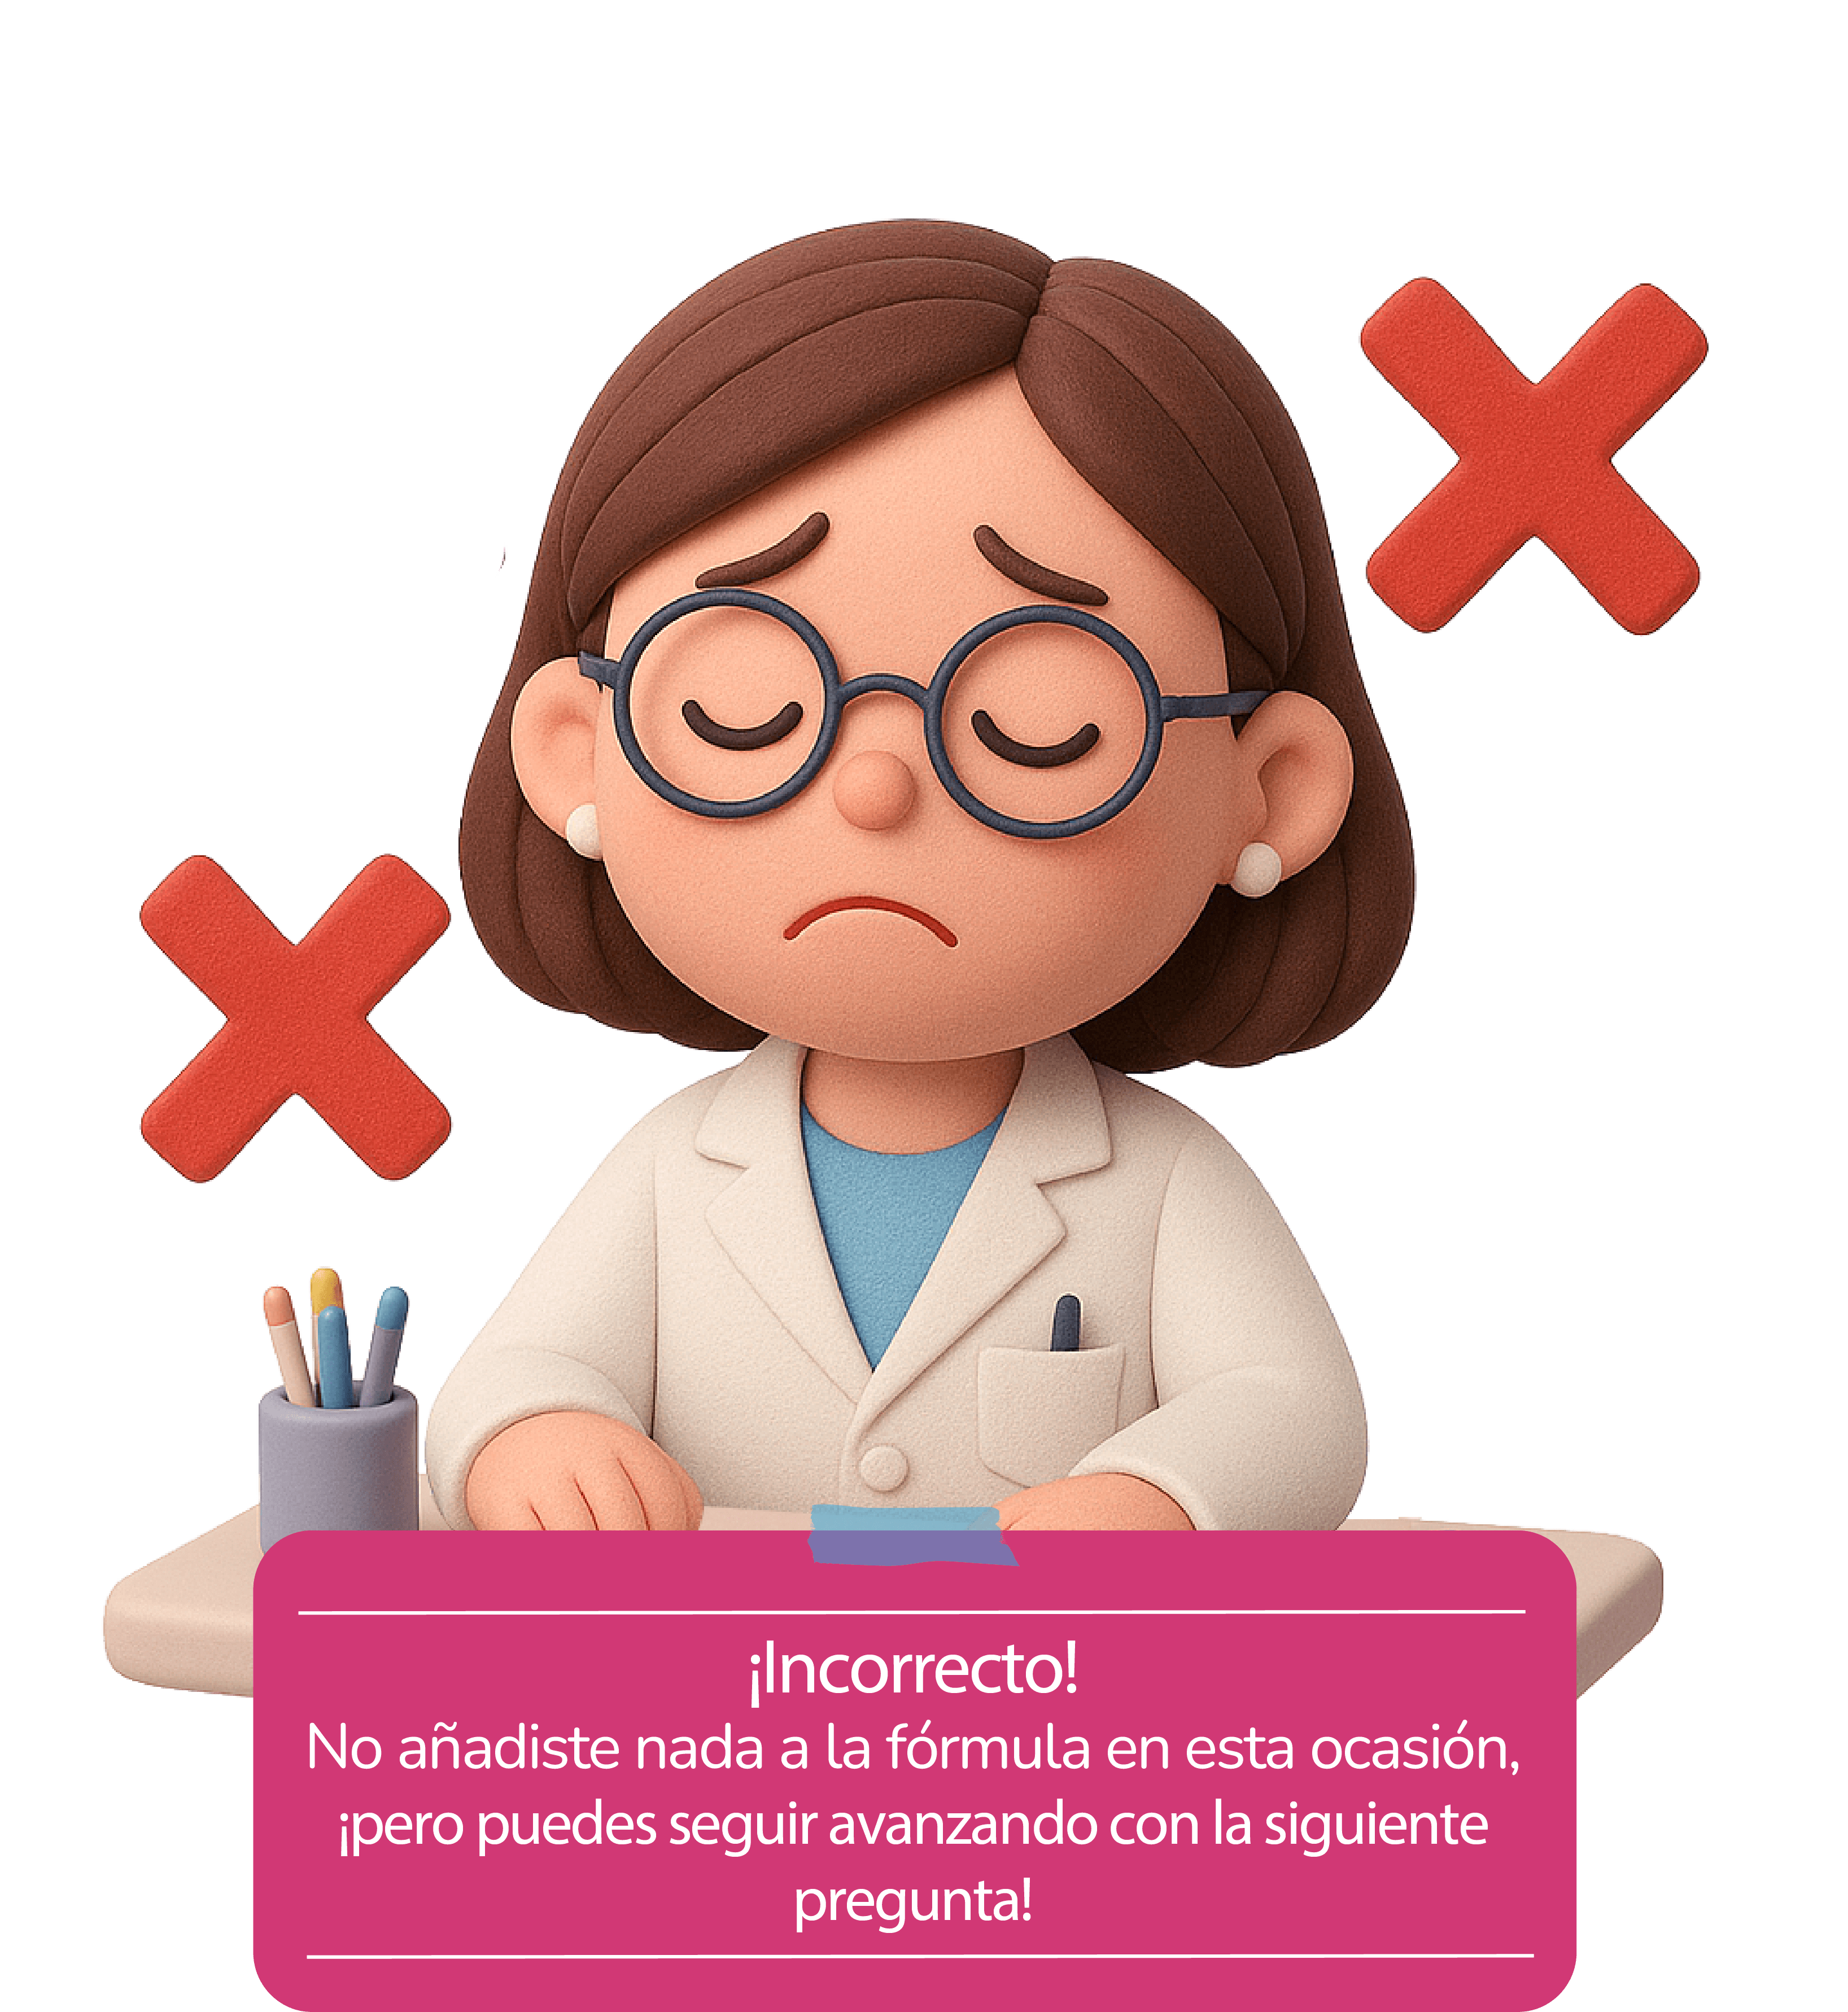 ¡Incorrecto!
No añadiste nada a la fórmula en esta ocasión,
¡pero puedes seguir avanzando con la siguiente
pregunta!